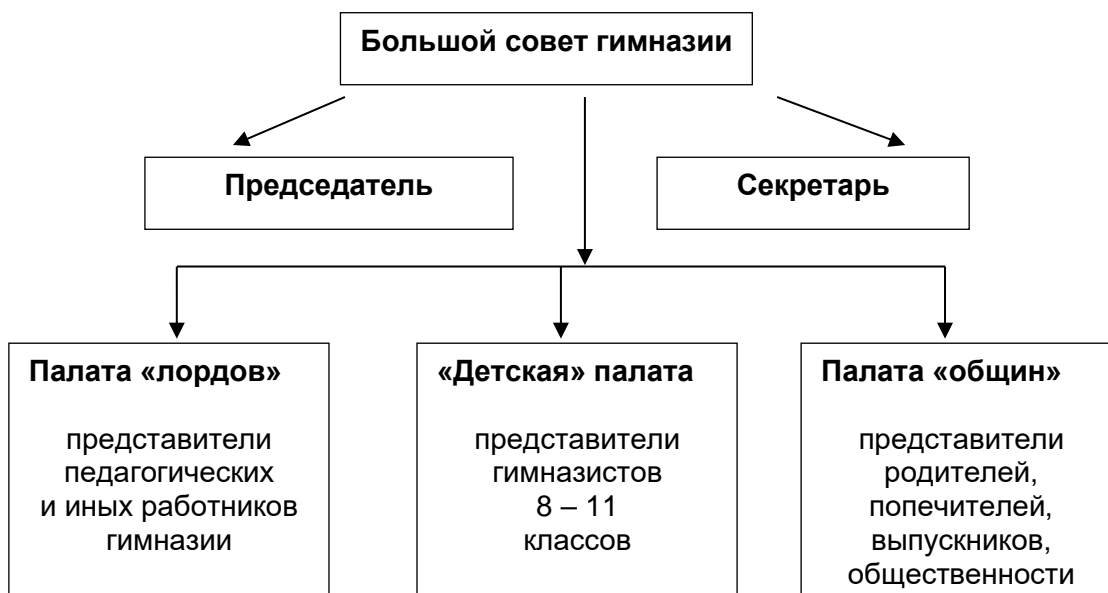 Большой совет гимназии
Председатель
Секретарь
Палата «лордов»
представители
педагогических
и иных работников
гимназии
«Детская» палата
представители
гимназистов
8 – 11
классов
Палата «общин»
представители
родителей,
попечителей,
выпускников,
общественности